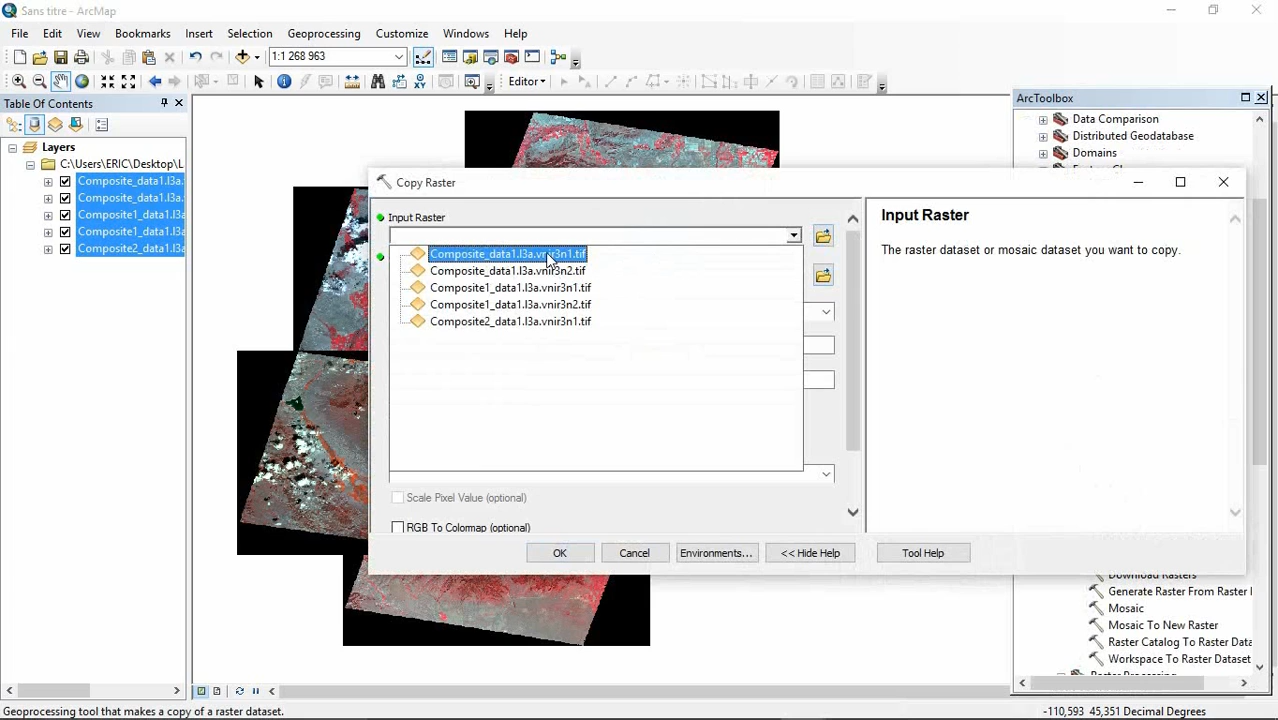 Sans titre - ArcMap
File Edit View Bookmarks Insert Selection Geoprocessing Customize Windows Help
1:1 268 963
Editor
Table Of Contents
Layers
C:\Users\ERIC\Desktop\L
Composite_data1.l3a.
Composite_data1.l3a.
Composite1_data1.l3a
Composite1_data1.l3a
Composite2_data1.l3a
Copy Raster
Input Raster
Composite_data1.l3a.vnir3n1.tif
Composite_data1.l3a.vnir3n2.tif
Composite1_data1.l3a.vnir3n1.tif
Composite1_data1.l3a.vnir3n2.tif
Composite2_data1.l3a.vnir3n1.tif
Scale Pixel Value (optional)
RGB To Colomap (optional)
OK Cancel Environments... << Hide Help Tool Help
Input Raster
The raster dataset or mosaic dataset you want to copy.
ArcToolbox
Data Comparison
Distributed Geodatabase
Domains
Download Rasters
Generate Raster From Raster
Mosaic
Mosaic To New Raster
Raster Catalog To Raster Data
Workspace To Raster Dataset
Geoprocessing tool that makes a copy of a raster dataset.
-110,593 45,351 Decimal Degrees